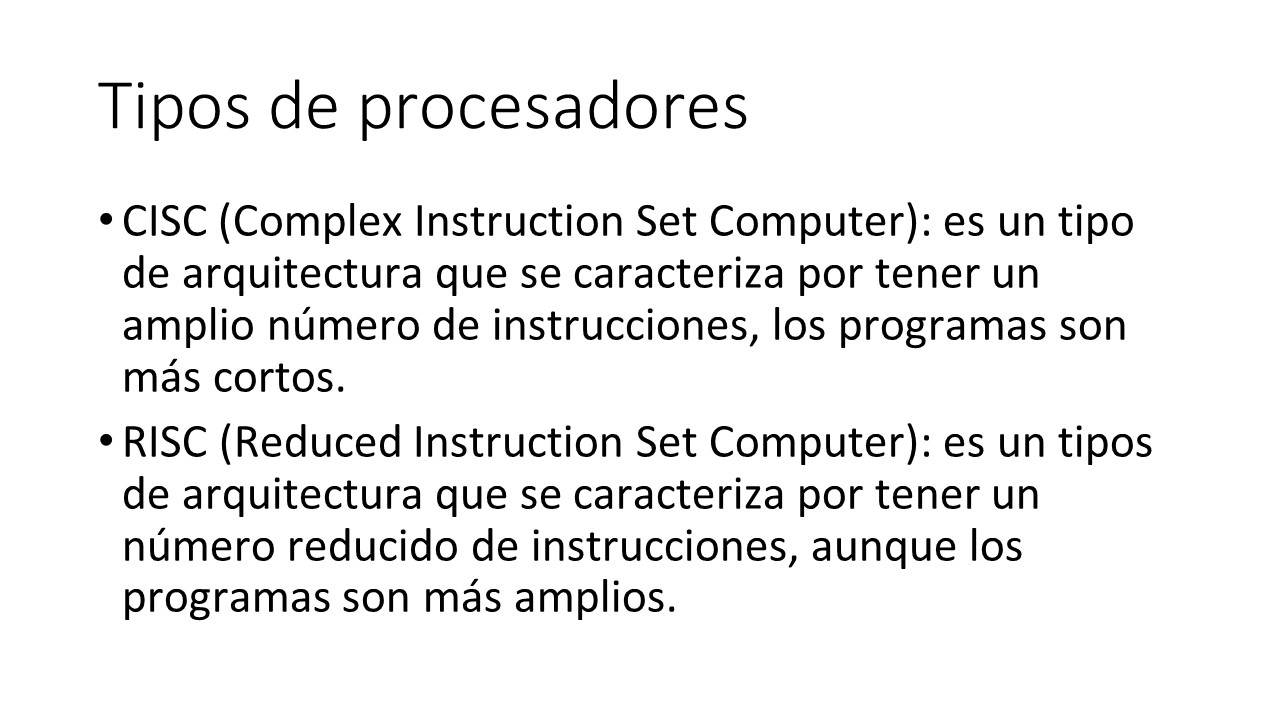 Tipos de procesadores
• CISC (Complex Instruction Set Computer): es un tipo
de arquitectura que se caracteriza por tener un
amplio número de instrucciones, los programas son
más cortos.
• RISC (Reduced Instruction Set Computer): es un tipos
de arquitectura que se caracteriza por tener un
número reducido de instrucciones, aunque los
programas son más amplios.